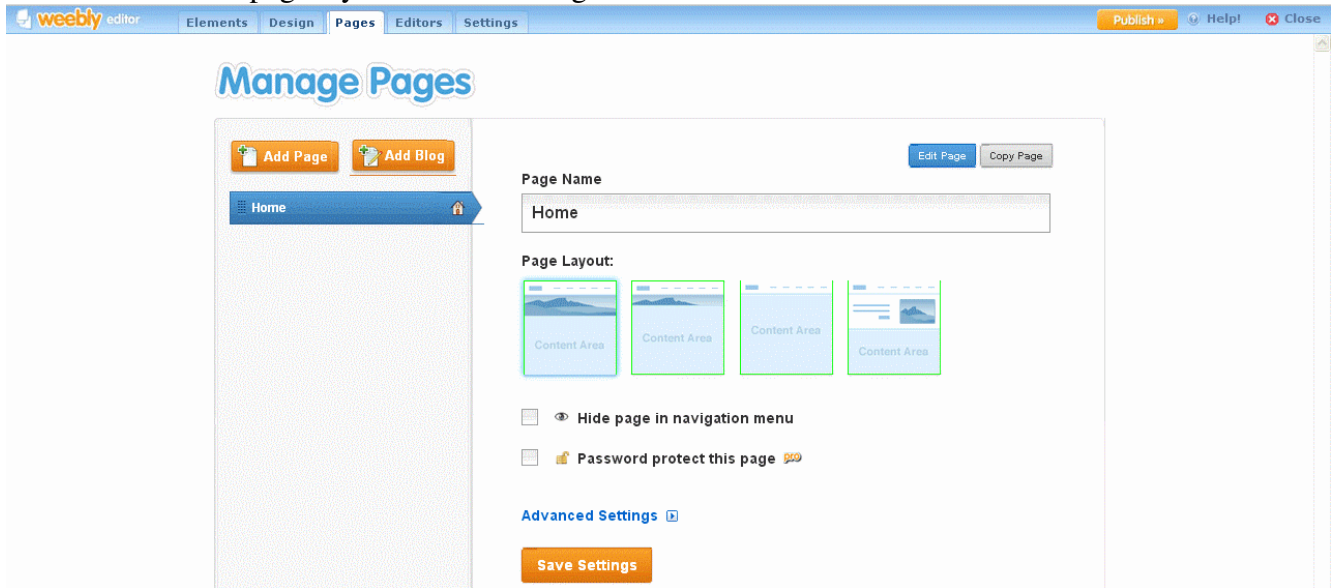 weebly editor Elements Design Pages Editors Settings Publish » Help! Close
Manage Pages
Add Page Add Blog
Edit Page Copy Page
Page Name
Home
Home
Page Layout:
Content Area Content Area Content Area Content Area
Hide page in navigation menu
Password protect this page pro
Advanced Settings
Save Settings